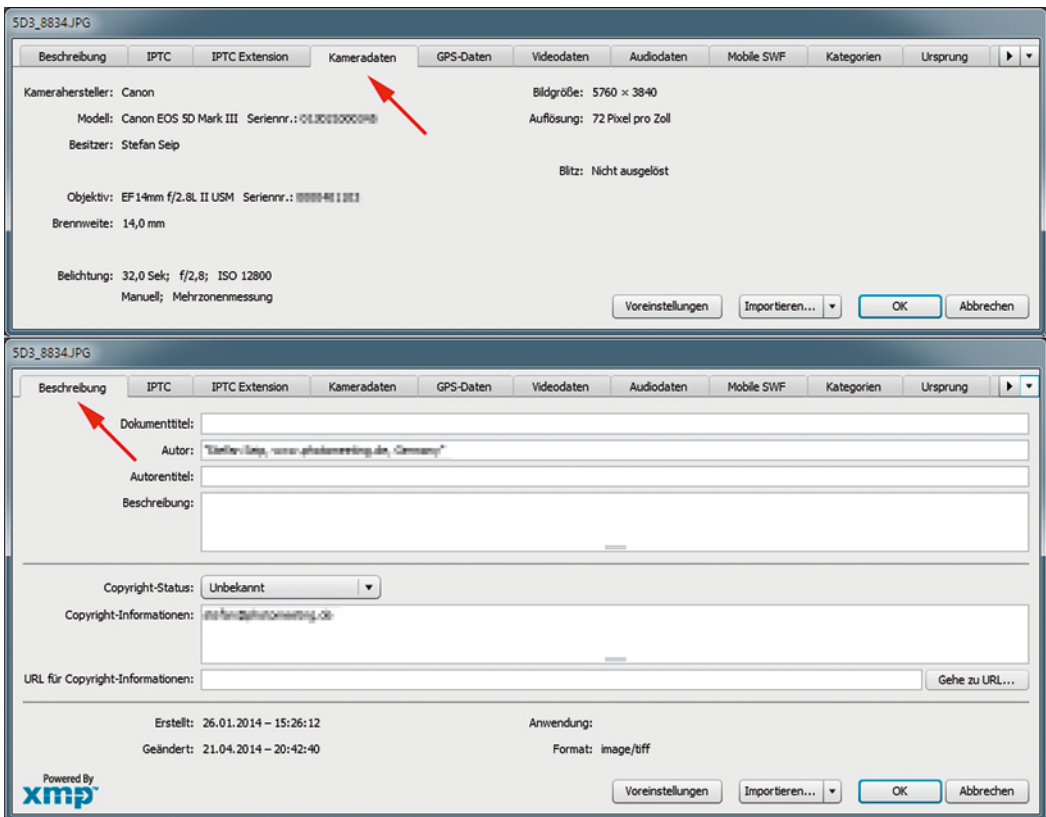 5D3_8834.JPG
Beschreibung IPTC IPTC Extension Kameradaten GPS-Daten Videodaten Audiodaten Mobile SWF Kategorien Ursprung
Kamerahersteller: Canon Bildgröße: 5760 × 3840
Modell: Canon EOS 5D Mark III Seriennr.: Auflösung: 72 Pixel pro Zoll
Besitzer: Stefan Seip
Blitz: Nicht ausgelöst
Objektiv: EF14mm f/2.8L II USM Seriennr.:
Brennweite: 14,0 mm
Belichtung: 32,0 Sek; f/2,8; ISO 12800
Manuell; Mehrzonenmessung
Voreinstellungen Importieren... OK Abbrechen
5D3_8834.JPG
Beschreibung IPTC IPTC Extension Kameradaten GPS-Daten Videodaten Audiodaten Mobile SWF Kategorien Ursprung
Dokumenttitel:
Autor:
Autorentitel:
Beschreibung:
Copyright-Status: Unbekannt
Copyright-Informationen:
URL für Copyright-Informationen: Gehe zu URL...
Erstellt: 26.01.2014 – 15:26:12 Anwendung:
Geändert: 21.04.2014 – 20:42:40 Format: image/tiff
Powered By
xmp™ Voreinstellungen Importieren... OK Abbrechen